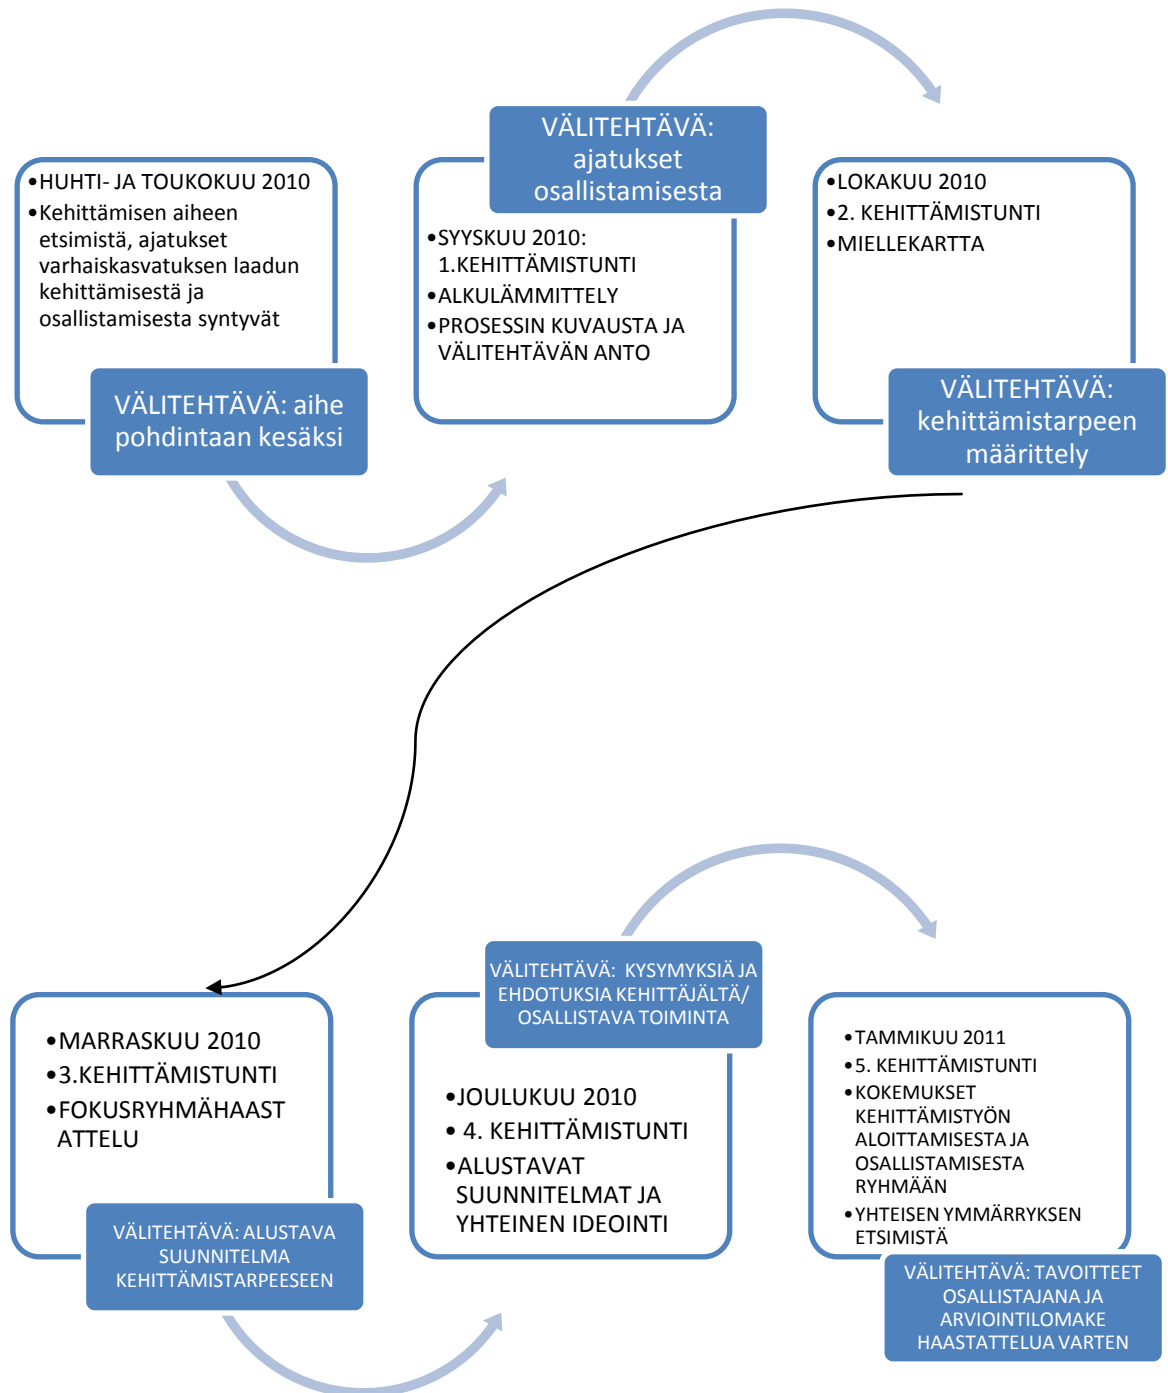 •HUHTI- JA TOUKOKUU 2010
•Kehittämisen aiheen
etsimistä, ajatukset
varhaiskasvatuksen laadun
kehittämisestä ja
osallistamisesta syntyvät
VÄLITEHTÄVÄ: aihe
pohdintaan kesäksi
VÄLITEHTÄVÄ:
ajatukset
osallistamisesta
•SYYSKUU 2010:
1.KEHITTÄMISTUNTI
•ALKULÄMMITTELY
•PROSESSIN KUVAUSTA JA
VÄLITEHTÄVÄN ANTO
•LOKAKUU 2010
•2. KEHITTÄMISTUNTI
•MIELLEKARTTA
VÄLITEHTÄVÄ:
kehittämistarpeen
määrittely
•MARRASKUU 2010
•3.KEHITTÄMISTUNTI
•FOKUSRYHMÄHAAST
ATTELU
VÄLITEHTÄVÄ: ALUSTAVA
SUUNNITELMA
KEHITTÄMISTARPEESEEN
VÄLITEHTÄVÄ: KYSYMYKSIÄ JA
EHDOTUKSIA KEHITTÄJÄLTÄ/
OSALLISTAVA TOIMINTA
•JOULUKUU 2010
• 4. KEHITTÄMISTUNTI
•ALUSTAVAT
SUUNNITELMAT JA
YHTEINEN IDEOINTI
•TAMMIKUU 2011
•5. KEHITTÄMISTUNTI
•KOKEMUKSET
KEHITTÄMISTYÖN
ALOITTAMISESTA JA
OSALLISTAMISESTA
RYHMÄÄN
•YHTEISEN YMMÄRRYKSEN
ETSIMISTÄ
VÄLITEHTÄVÄ: TAVOITTEET
OSALLISTAJANA JA
ARVIOINTILOMAKE
HAASTATTELUA VARTEN